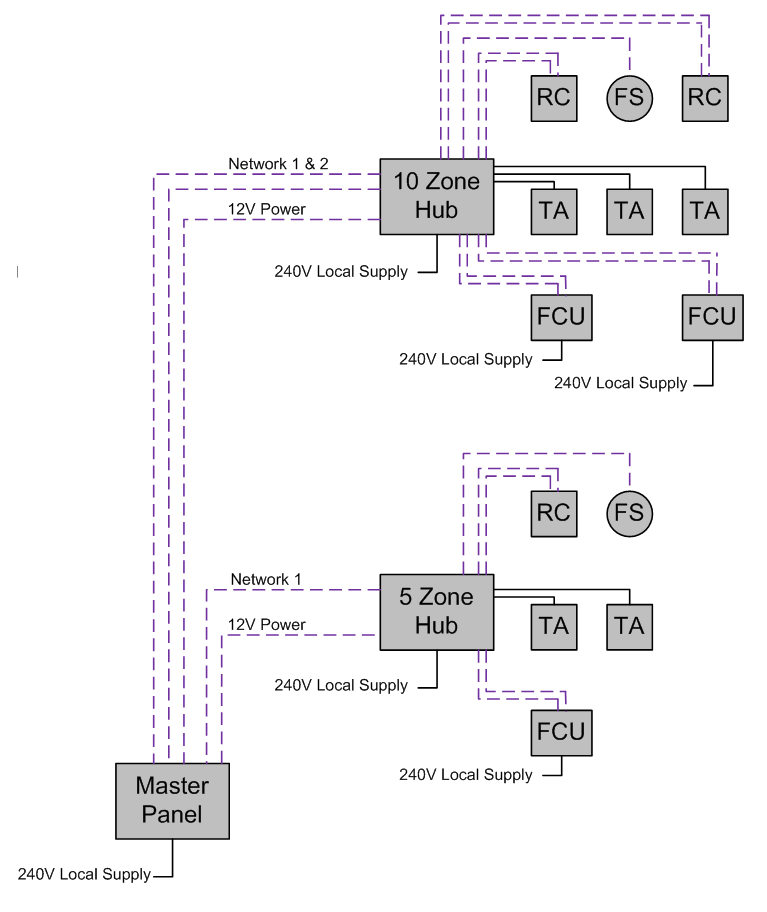 RC
FS
RC
Network 1 & 2
10 Zone
Hub
12V Power
TA
TA
TA
240V Local Supply
FCU
FCU
240V Local Supply
240V Local Supply
RC
FS
Network 1
5 Zone
Hub
12V Power
TA
TA
240V Local Supply
FCU
240V Local Supply
Master
Panel
240V Local Supply